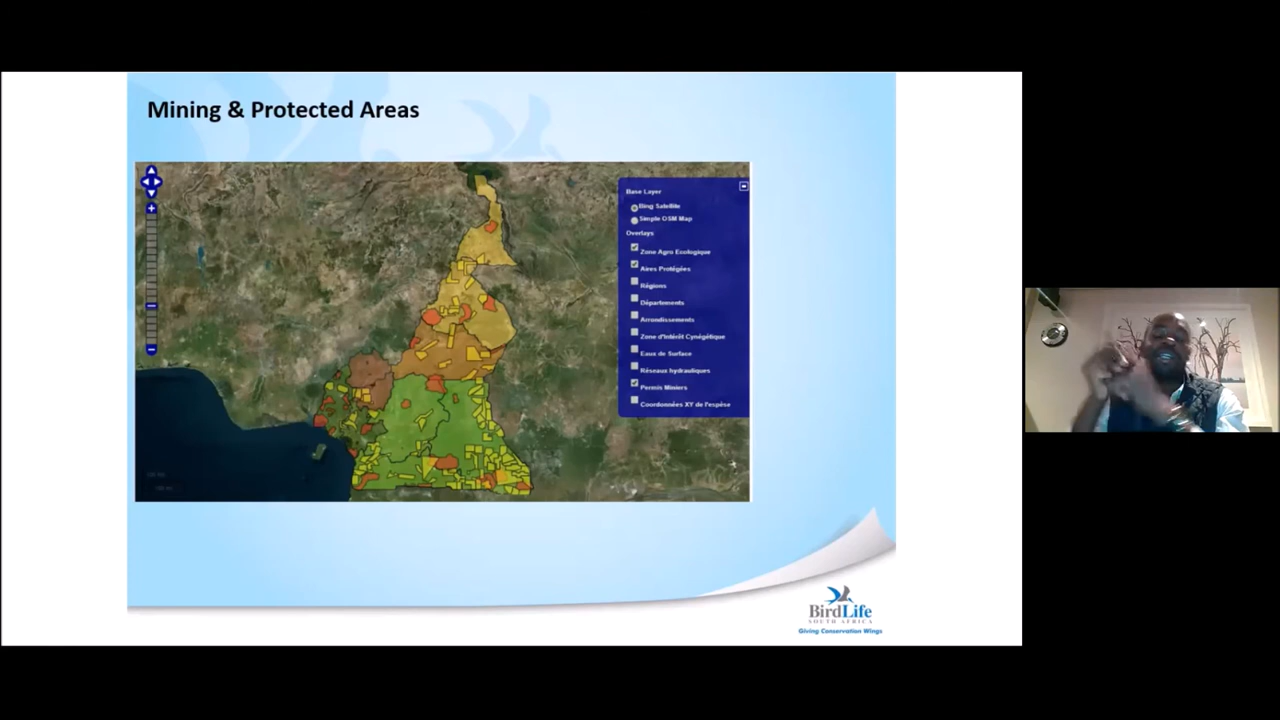 Mining & Protected Areas
Base Layer
Bing Satellite
Simple OSM Map
Overlays
Zone Agro Ecologique
Aires Protégées
Régions
Départements
Arrondissements
Zone d'Intérêt Cynégétique
Eaux de Surface
Réseaux hydrauliques
Permis Miniers
Coordonnées XY de l'espèse
BirdLife
SOUTH AFRICA
Giving Conservation Wings